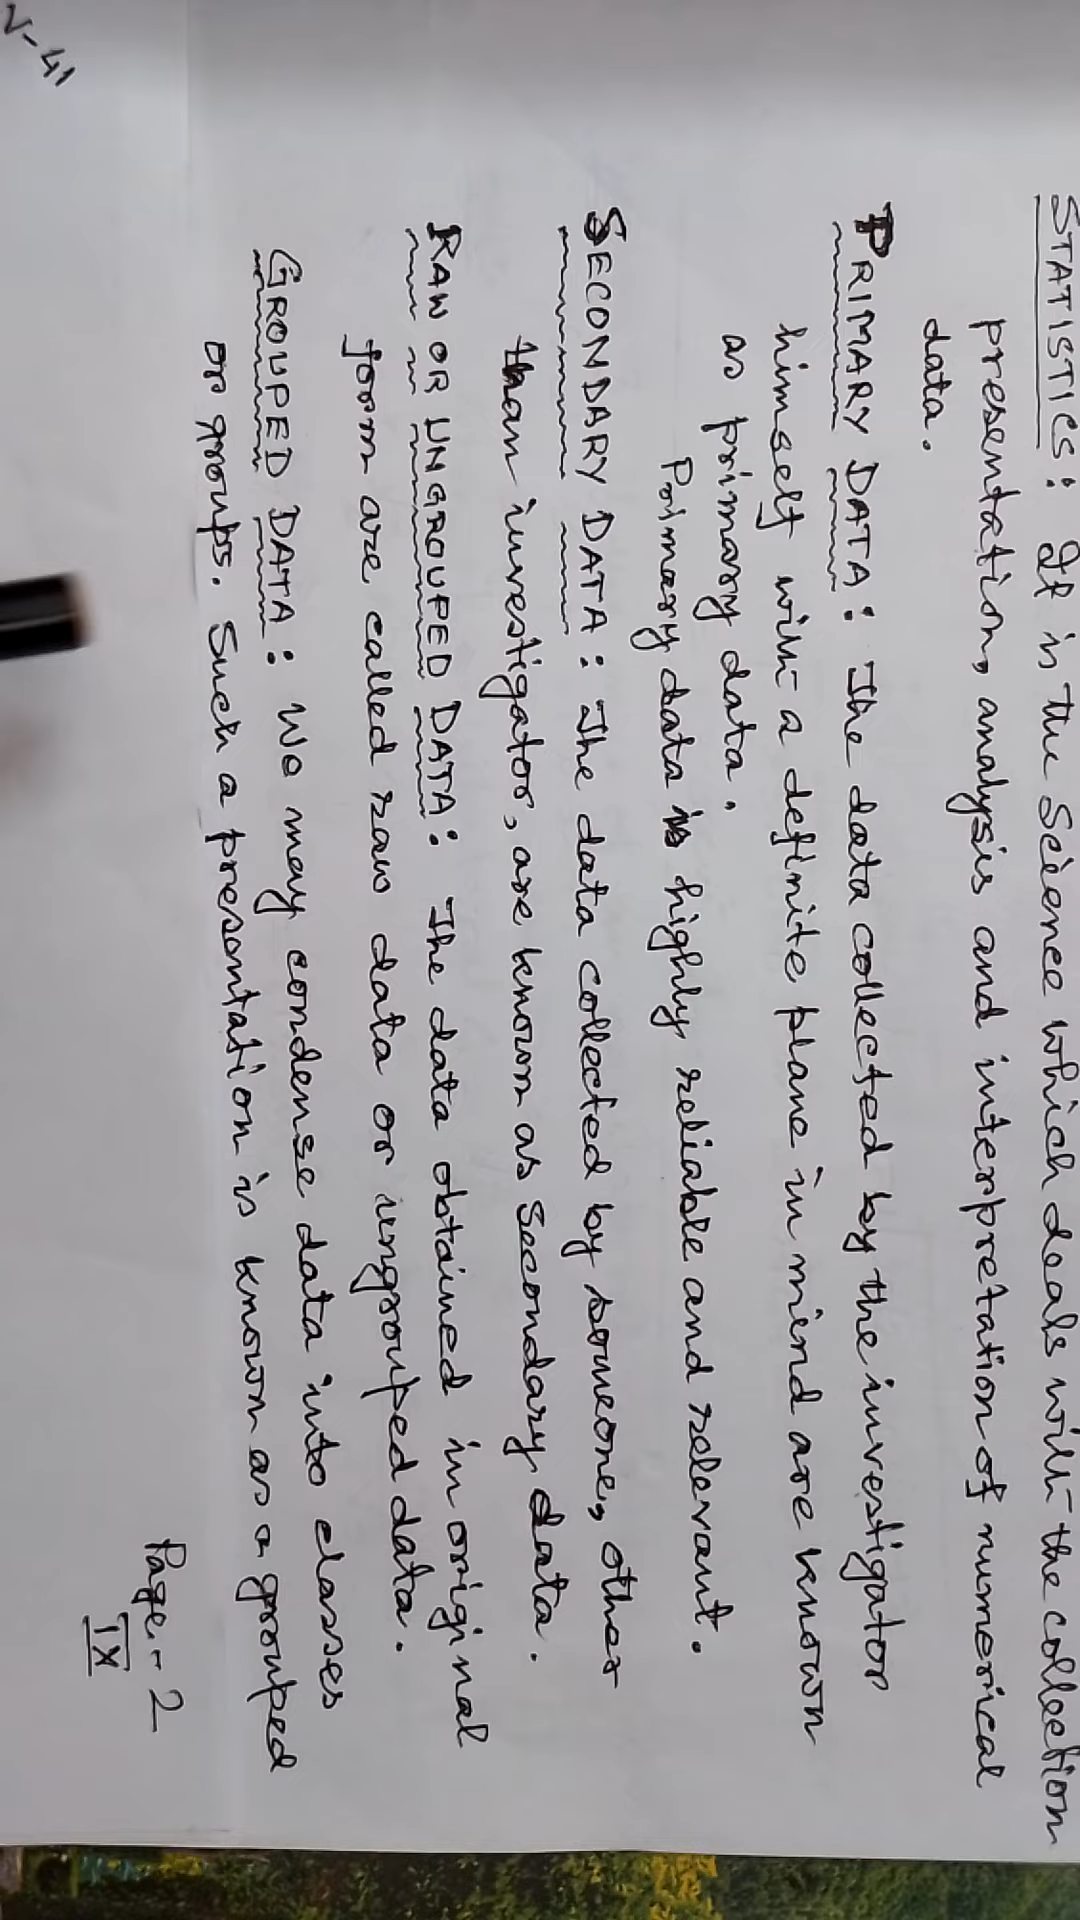 STATISTICS: It is the Science which deals with the collection
presentation, analysis and interpretation of numerical
data.
PRIMARY DATA: The data collected by the investigator
himself with a definite plane in mind are known
as primary data.
Primary data is highly reliable and relevant.
SECONDARY DATA: The data collected by someone, other
than investigator, are known as Secondary data.
RAW OR UNGROUPED DATA: The data obtained in original
form are called raw data or ungrouped data.
GROUPED DATA: We may condense data into classes
or groups. Such a presentation is known as a grouped
Page-2
IX
V-41